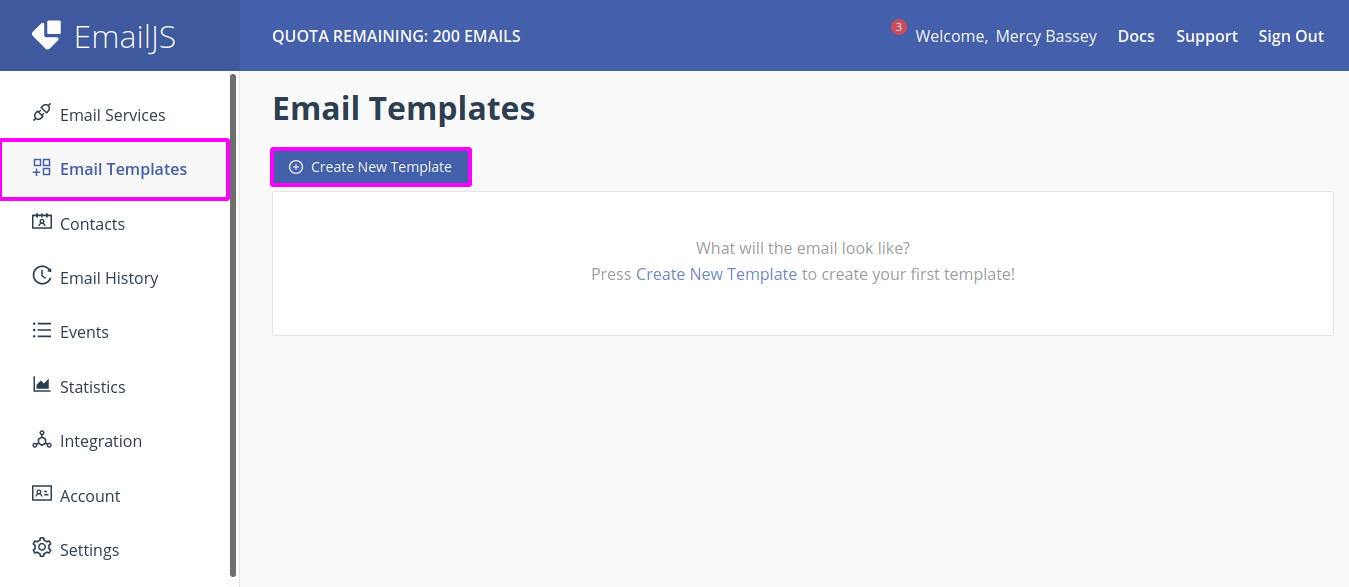 EmailJS
QUOTA REMAINING: 200 EMAILS
3
Welcome, Mercy Bassey
Docs
Support
Sign Out
Email Services
Email Templates
Contacts
Email History
Events
Statistics
Integration
Account
Settings
Email Templates
Create New Template
What will the email look like?
Press Create New Template to create your first template!